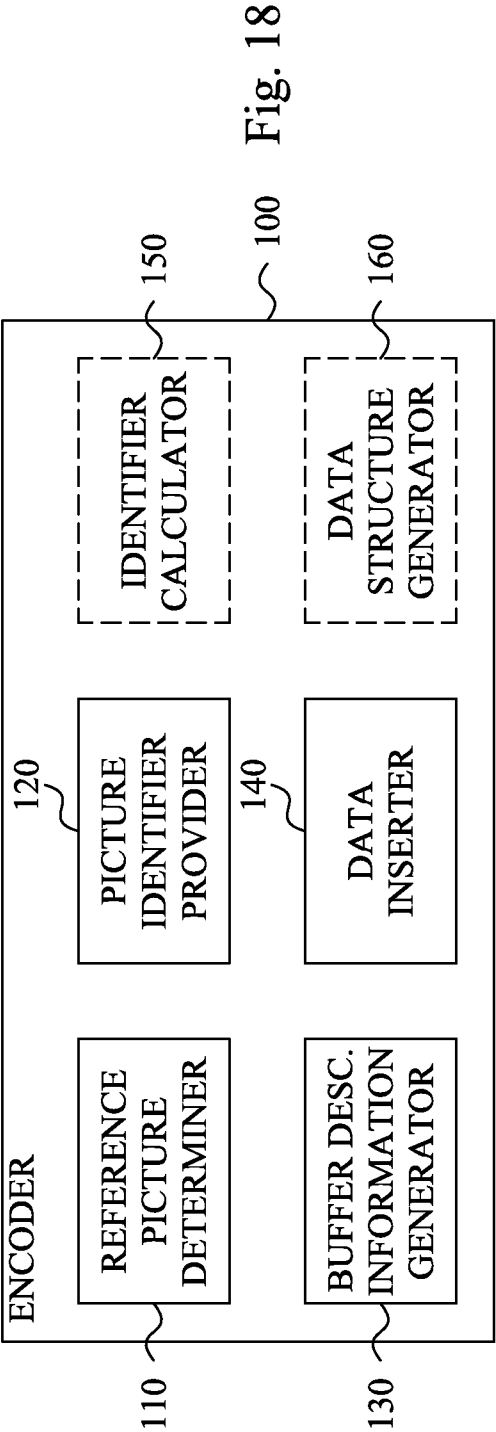 ENCODER
110
REFERENCE
PICTURE
DETERMINER
120
PICTURE
IDENTIFIER
PROVIDER
150
IDENTIFIER
CALCULATOR
100
130
BUFFER DESC.
INFORMATION
GENERATOR
140
DATA
INSERTER
160
DATA
STRUCTURE
GENERATOR
Fig. 18